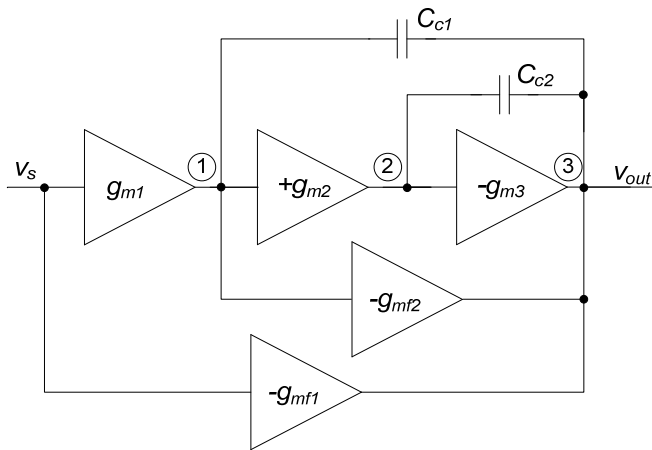 C_c1
C_c2
v_s
1
2
3
v_out
g_m1
+g_m2
-g_m3
-g_mf2
-g_mf1